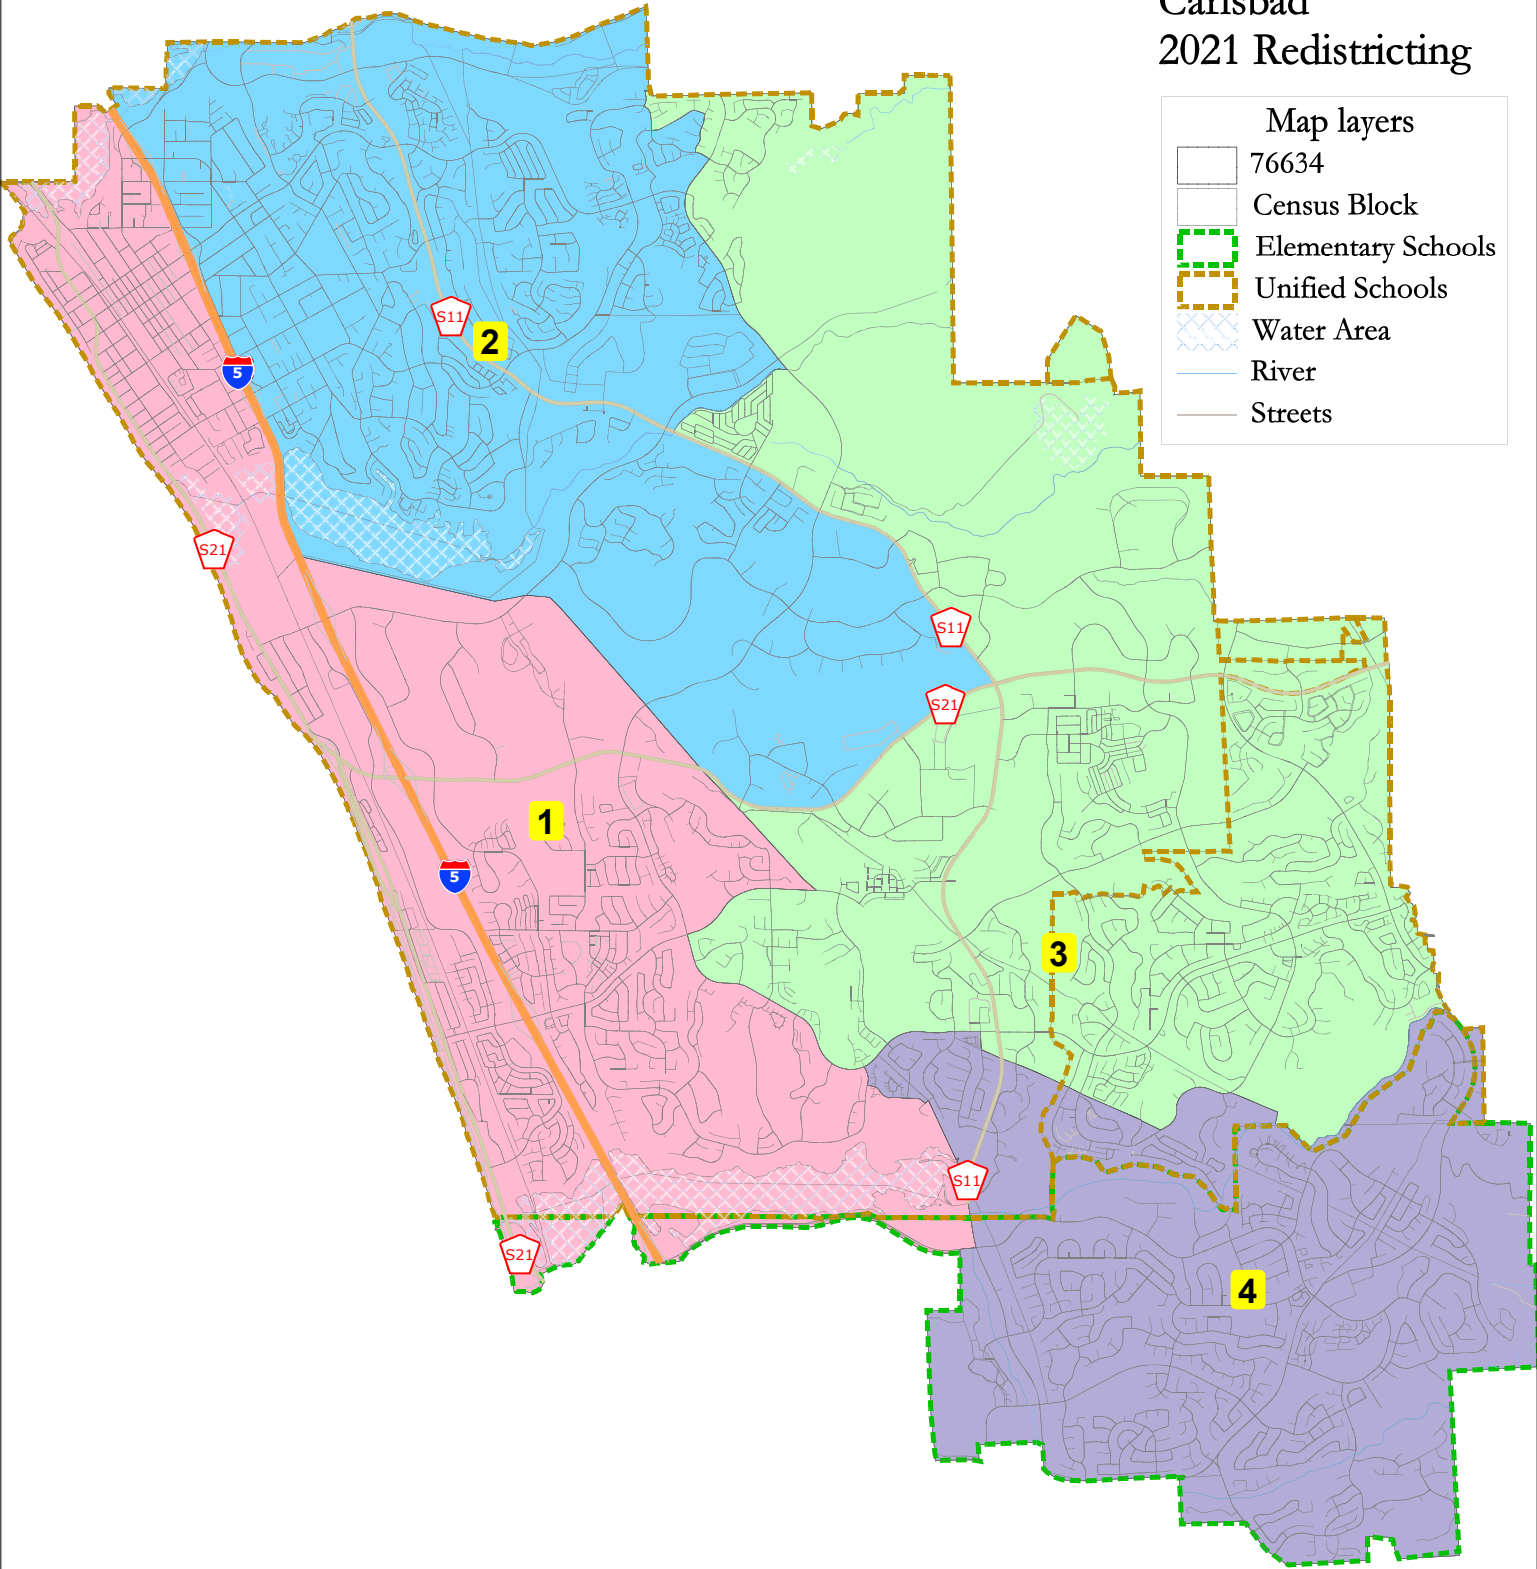 Carlsbad
2021 Redistricting
Map layers
76634
Census Block
Elementary Schools
Unified Schools
Water Area
River
Streets
S11
2
5
S21
S11
S21
1
5
3
S11
S21
4